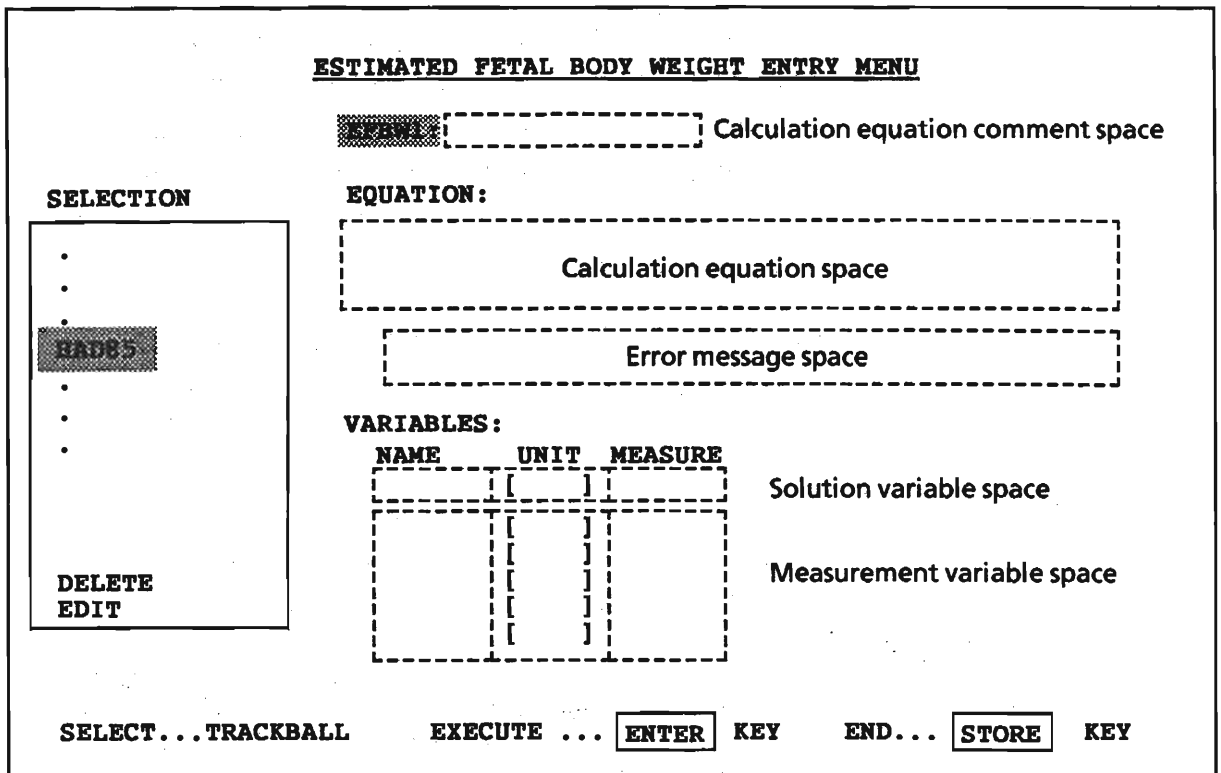 ESTIMATED FETAL BODY WEIGHT ENTRY MENU
EFBW1: Calculation equation comment space
SELECTION
EQUATION:
Calculation equation space
HAD85
Error message space
VARIABLES:
NAME UNIT MEASURE
[ ] Solution variable space
[ ]
[ ]
[ ] Measurement variable space
[ ]
[ ]
DELETE
EDIT
SELECT...TRACKBALL EXECUTE ... ENTER KEY END... STORE KEY